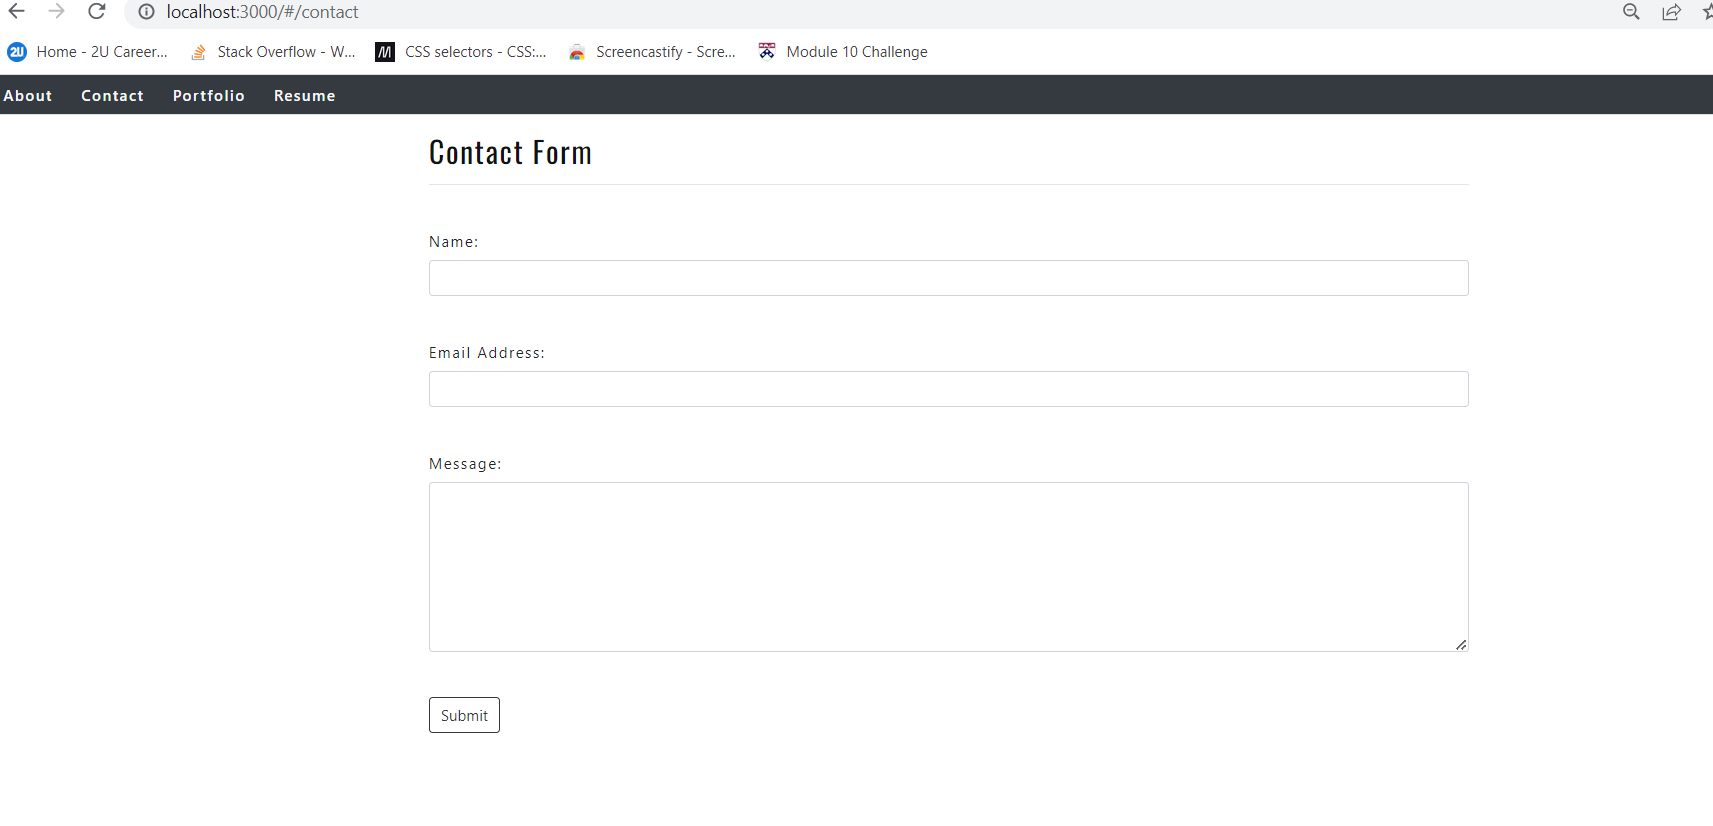 localhost:3000/#/contact
2U Home - 2U Career... Stack Overflow - W... M CSS selectors - CSS:... Screencastify - Scre... Module 10 Challenge
About Contact Portfolio Resume
Contact Form
Name:
Email Address:
Message:
Submit